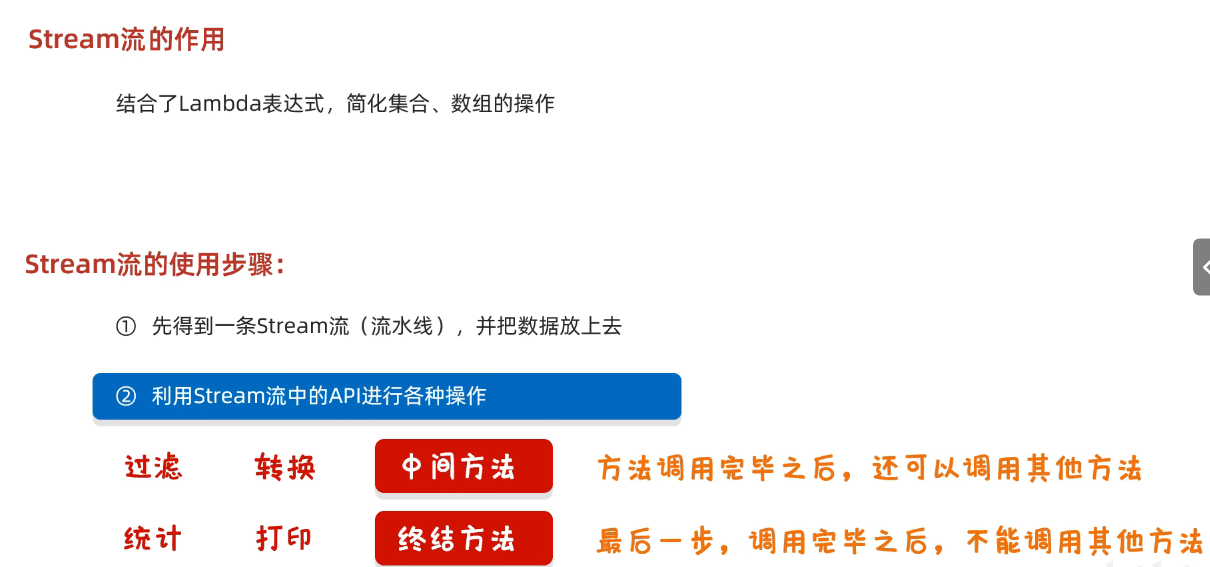 Stream流的作用
结合了Lambda表达式，简化集合、数组的操作
Stream流的使用步骤：
① 先得到一条Stream流（流水线），并把数据放上去
② 利用Stream流中的API进行各种操作
过滤 转换 中间方法 方法调用完毕之后，还可以调用其他方法
统计 打印 终结方法 最后一步，调用完毕之后，不能调用其他方法